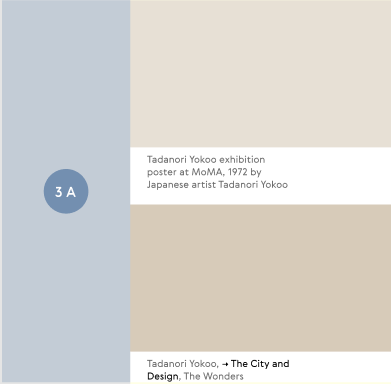 3 A
Tadanori Yokoo exhibition
poster at MoMA, 1972 by
Japanese artist Tadanori Yokoo
Tadanori Yokoo, → The City and
Design, The Wonders